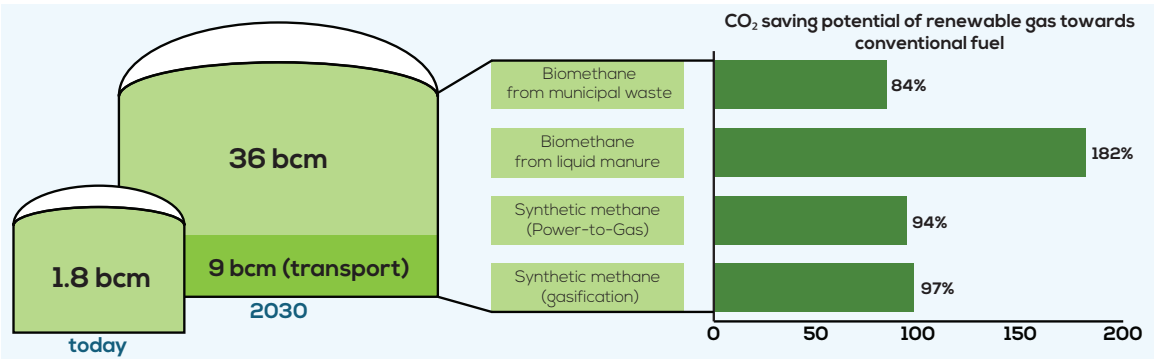 CO₂ saving potential of renewable gas towards
conventional fuel
36 bcm
9 bcm (transport)
2030
1.8 bcm
today
Biomethane
from municipal waste
84%
Biomethane
from liquid manure
182%
Synthetic methane
(Power-to-Gas)
94%
Synthetic methane
(gasification)
97%
0 50 100 150 200